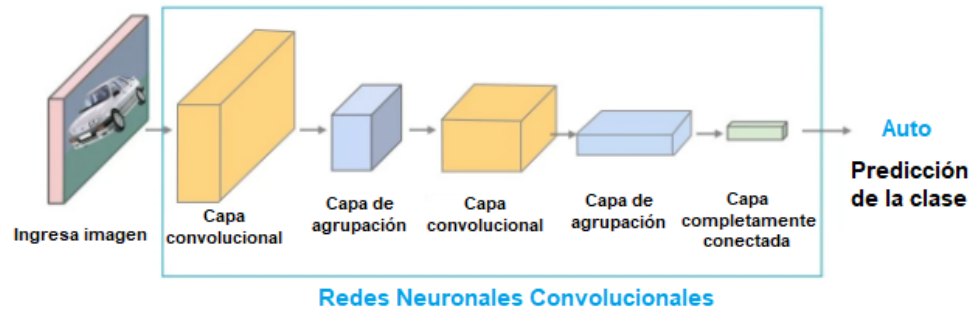 Ingresa imagen
Capa
convolucional
Capa de
agrupación
Capa
convolucional
Capa de
agrupación
Capa
completamente
conectada
Auto
Predicción
de la clase
Redes Neuronales Convolucionales